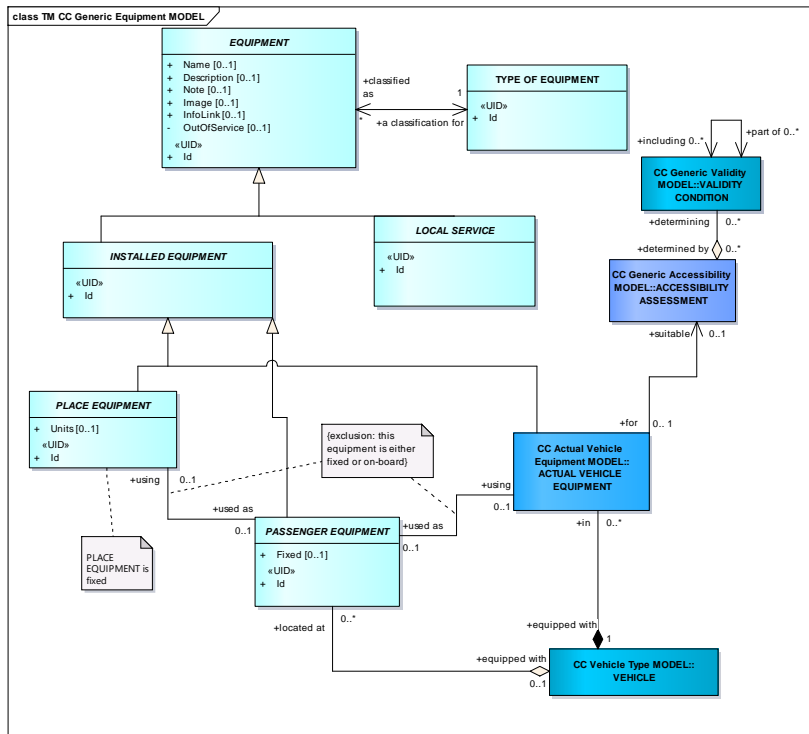 class TM CC Generic Equipment MODEL
EQUIPMENT
+ Name [0..1]
+ Description [0..1]
+ Note [0..1]
+ Image [0..1]
+ InfoLink [0..1]
- OutOfService [0..1]
«UID»
+ Id
+classified
as
*
1
+a classification for
TYPE OF EQUIPMENT
«UID»
+ Id
+including 0..*
+part of 0..*
CC Generic Validity
MODEL::VALIDITY
CONDITION
+determining 0..*
+determined by 0..*
CC Generic Accessibility
MODEL::ACCESSIBILITY
ASSESSMENT
+suitable 0..1
LOCAL SERVICE
«UID»
+ Id
INSTALLED EQUIPMENT
«UID»
+ Id
PLACE EQUIPMENT
+ Units [0..1]
«UID»
+ Id
{exclusion: this
equipment is either
fixed or on-board}
+for 0..1
CC Actual Vehicle
Equipment MODEL::
ACTUAL VEHICLE
EQUIPMENT
+using 0..1
+used as
0..1
+using
0..1
+used as
0..1
PASSENGER EQUIPMENT
+ Fixed [0..1]
«UID»
+ Id
PLACE
EQUIPMENT is
fixed
+in 0..*
+located at 0..*
+equipped with
1
+equipped with
0..1
CC Vehicle Type MODEL::
VEHICLE